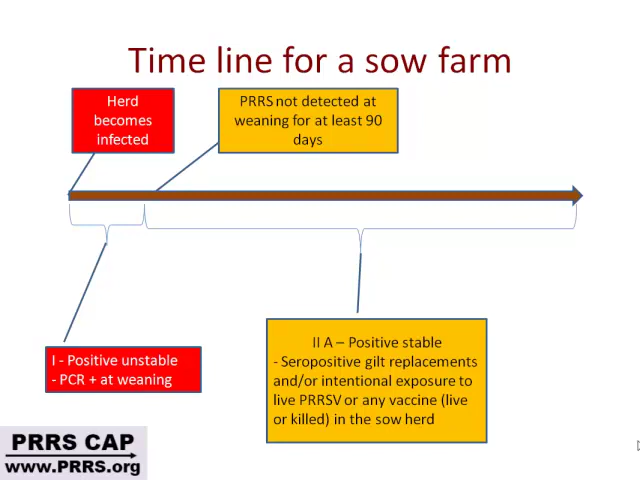 Time line for a sow farm
Herd
becomes
infected
PRRS not detected at
weaning for at least 90
days
I - Positive unstable
- PCR + at weaning
II A – Positive stable
- Seropositive gilt replacements
and/or intentional exposure to
live PRRSV or any vaccine (live
or killed) in the sow herd
PRRS CAP
www.PRRS.org